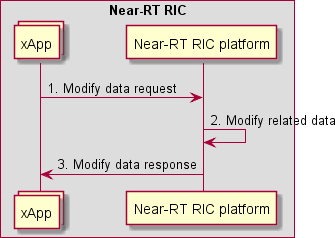 Near-RT RIC
xApp
Near-RT RIC platform
1. Modify data request
2. Modify related data
3. Modify data response
xApp
Near-RT RIC platform